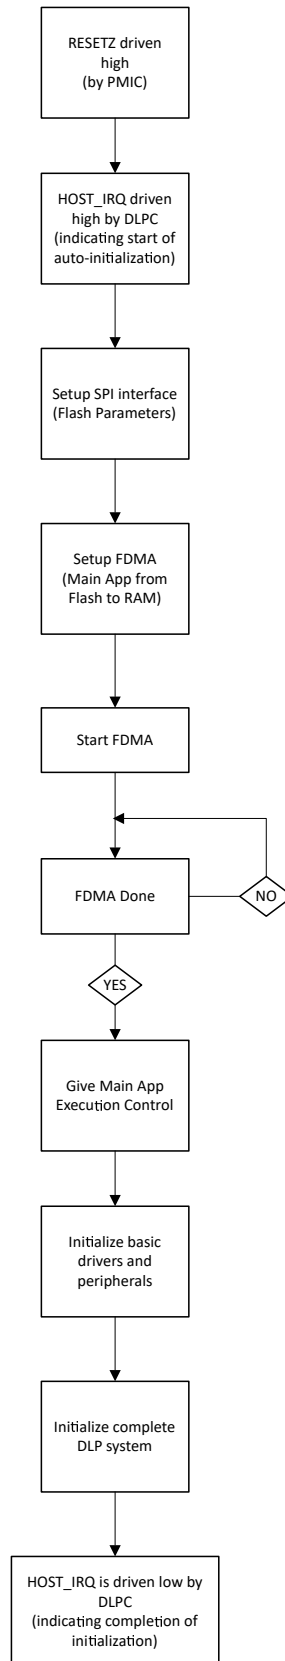 RESETZ driven
high
(by PMIC)
HOST_IRQ driven
high by DLPC
(indicating start of
auto-initialization)
Setup SPI interface
(Flash Parameters)
Setup FDMA
(Main App from
Flash to RAM)
Start FDMA
FDMA Done
NO
YES
Give Main App
Execution Control
Initialize basic
drivers and
peripherals
Initialize complete
DLP system
HOST_IRQ is driven low by
DLPC
(indicating completion of
initialization)